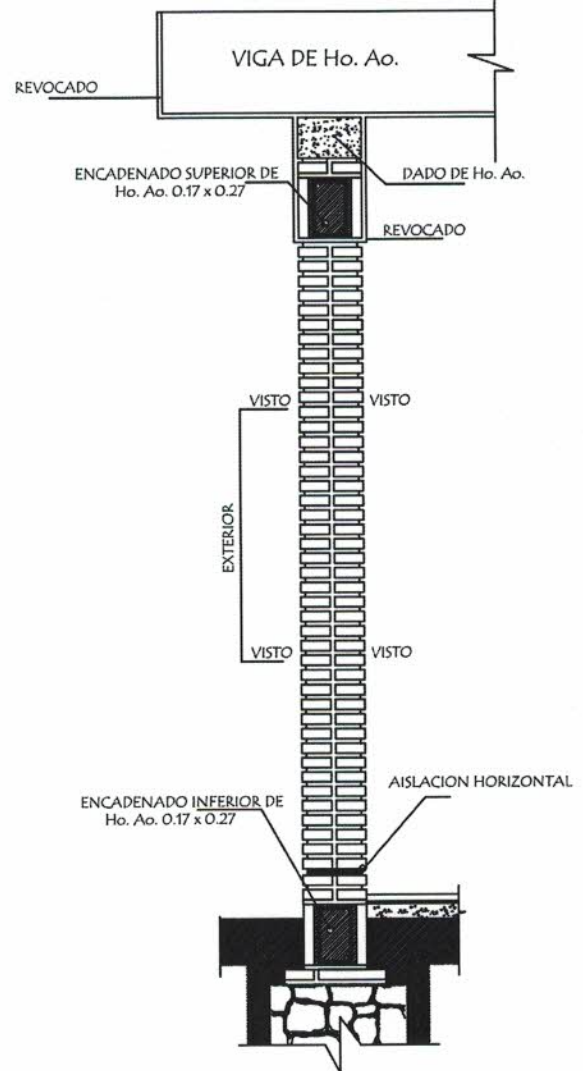 VIGA DE Ho. Ao.
REVOCADO
ENCADENADO SUPERIOR DE
Ho. Ao. 0.17 x 0.27
DADO DE Ho. Ao.
REVOCADO
VISTO
VISTO
EXTERIOR
VISTO
VISTO
AISLACION HORIZONTAL
ENCADENADO INFERIOR DE
Ho. Ao. 0.17 x 0.27